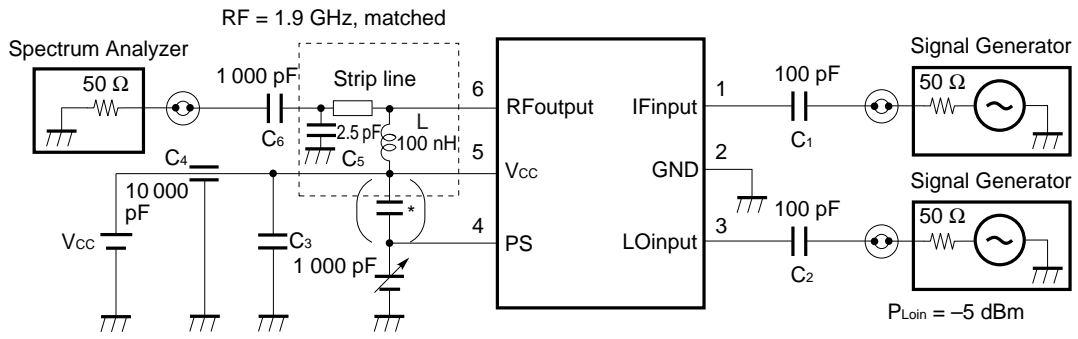 RF = 1.9 GHz, matched
Spectrum Analyzer
50 Ω
1 000 pF
C6
Strip line
2.5 pF
C5
L
100 nH
C4
10 000
pF
VCC
C3
1 000 pF
*
6
5
4
RFoutput
VCC
PS
IFinput
GND
LOinput
1
2
3
100 pF
C1
Signal Generator
50 Ω
100 pF
C2
Signal Generator
50 Ω
PLoin = –5 dBm